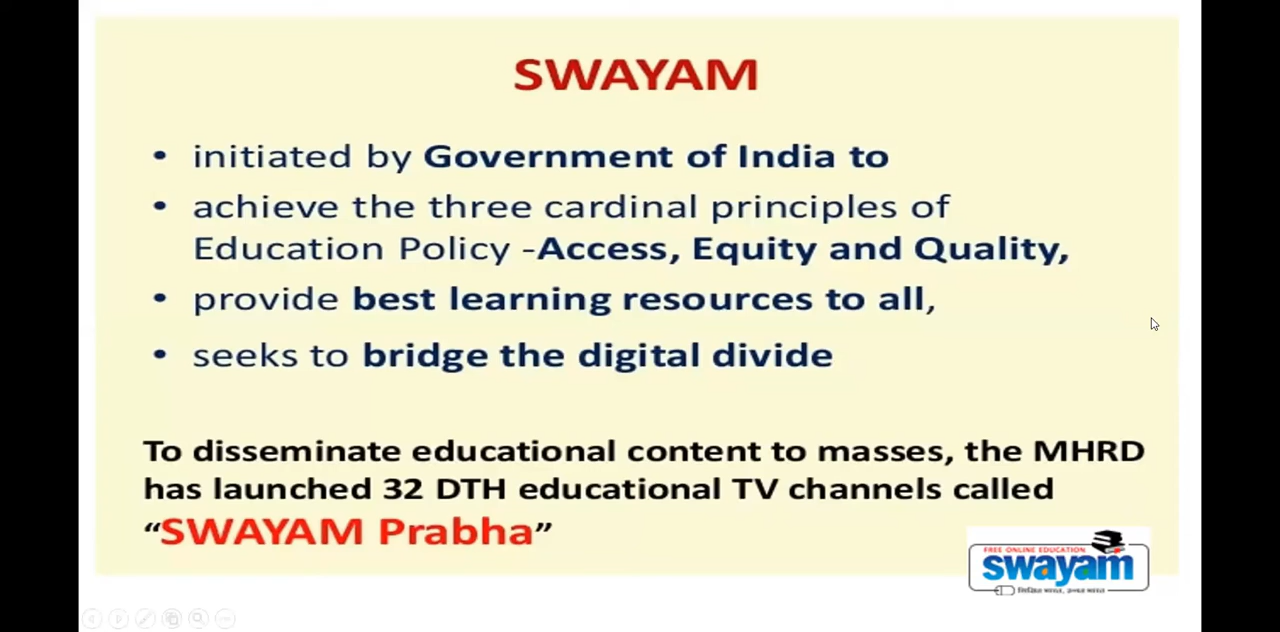 SWAYAM
• initiated by Government of India to
• achieve the three cardinal principles of
Education Policy -Access, Equity and Quality,
• provide best learning resources to all,
• seeks to bridge the digital divide
To disseminate educational content to masses, the MHRD
has launched 32 DTH educational TV channels called
“SWAYAM Prabha”
FREE ONLINE EDUCATION
swayam